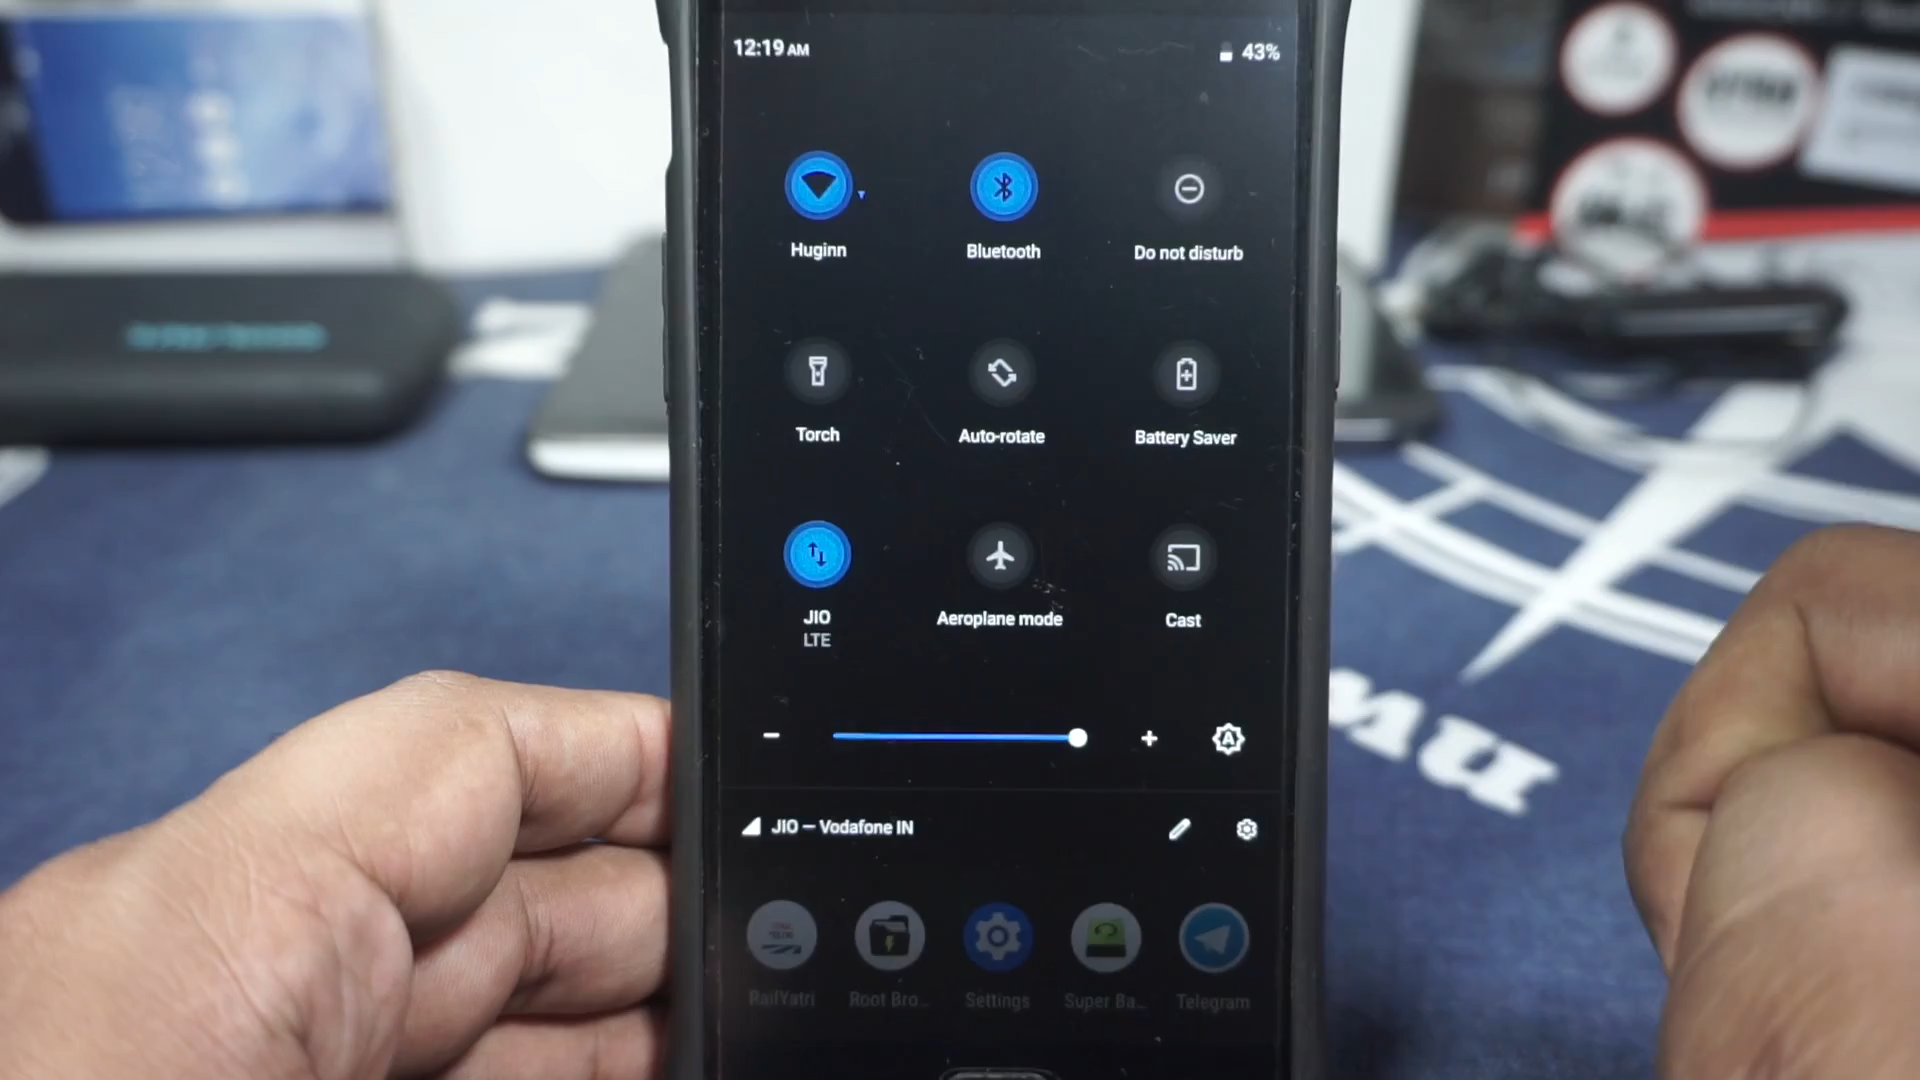 12:19 AM
43%
Huginn
Bluetooth
Do not disturb
Torch
Auto-rotate
Battery Saver
JIO
LTE
Aeroplane mode
Cast
JIO — Vodafone IN
RailYatri
Root Bro...
Settings
Super Ba...
Telegram